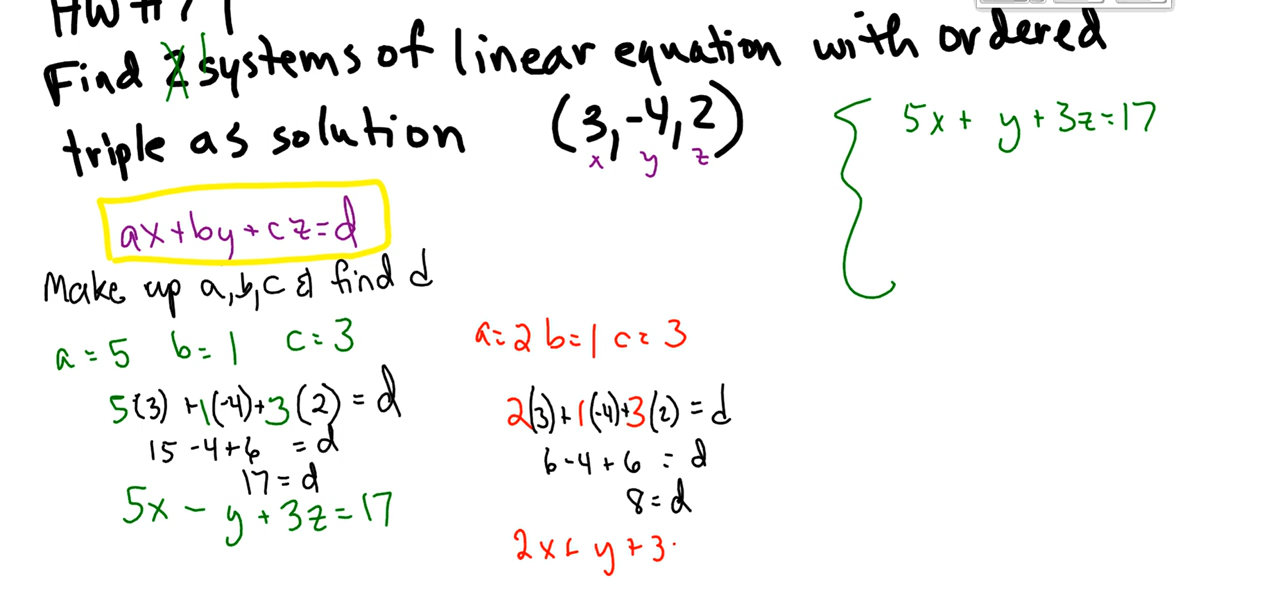 HW # 71
Find systems of linear equation with ordered
triple as solution (3, -4, 2)
x y z
ax+by+cz=d
Make up a, b, c & find d
a = 5 b = 1 c = 3
5(3) +1(-4)+3(2) = d
15 -4+6 = d
17=d
5x - y + 3z = 17
a=2 b=1 c= 3
2(3)+1(-4)+3(2) = d
6-4+6 = d
8=d
2x+ y + 3
5x + y + 3z = 17